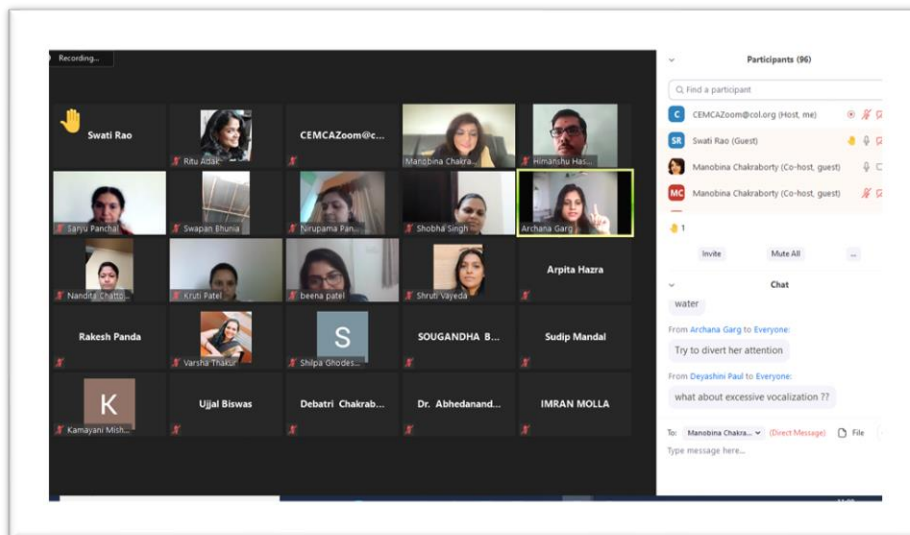 Recording...
Swati Rao
Ritu Adak
CEMCAZoom@c...
Manobina Chakra...
Himanshu Has...
Sanju Panchal
Swapan Bhunia
Nirupama Pan...
Shobha Singh
Archana Garg
Nandita Chatto...
Kruti Patel
beena patel
Shruti Vayeda
Arpita Hazra
Rakesh Panda
Varsha Thakur
S
Shilpa Ghodes...
SOUGANDHA B...
Sudip Mandal
K
Kamayani Mish...
Ujjal Biswas
Debatri Chakrab...
Dr. Abhedanand...
IMRAN MOLLA
Participants (96)
Find a participant
C CEMCAZoom@col.org (Host, me)
SR Swati Rao (Guest)
Manobina Chakraborty (Co-host, guest)
MC Manobina Chakraborty (Co-host, guest)
1
Invite Mute All ...
Chat
water
From Archana Garg to Everyone:
Try to divert her attention
From Deyashini Paul to Everyone:
what about excessive vocalization ??
To: Manobina Chakra... (Direct Message) File
Type message here...